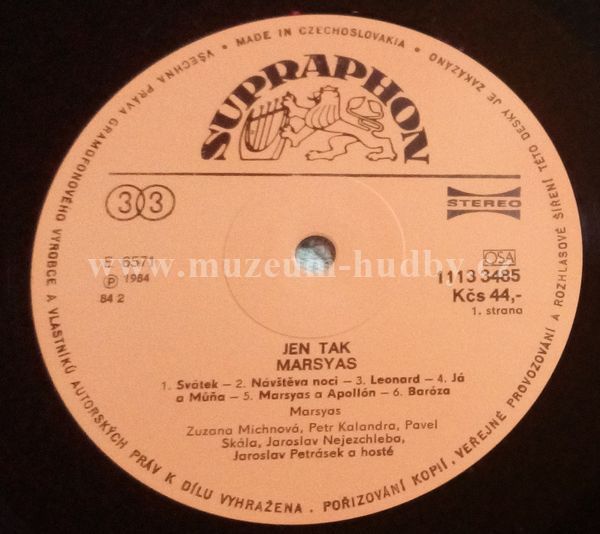 VŠECHNA PRÁVA GRAMOFONOVÉHO VÝROBCE A VLASTNÍKŮ AUTORSKÝCH PRÁV K DÍLU VYHRAŽENA • POŘIZOVÁNÍ KOPIÍ, VEŘEJNÉ PROVOZOVÁNÍ A ROZHLASOVÉ ŠÍŘENÍ TÉTO DESKY JE ZAKÁZÁNO
• MADE IN CZECHOSLOVAKIA •
SUPRAPHON
33
STEREO
E 6571
Ⓟ 1984
84 2
OSA
1113 3485
Kčs 44,-
1. strana
www.muzeum-hudby.cz
JEN TAK
MARSYAS
1. Svátek – 2. Návštěva noci – 3. Leonard – 4. Já
a Múňa – 5. Marsyas a Apollón – 6. Baróza
Marsyas
Zuzana Michnová, Petr Kalandra, Pavel
Skála, Jaroslav Nejezchleba,
Jaroslav Petrásek a hosté